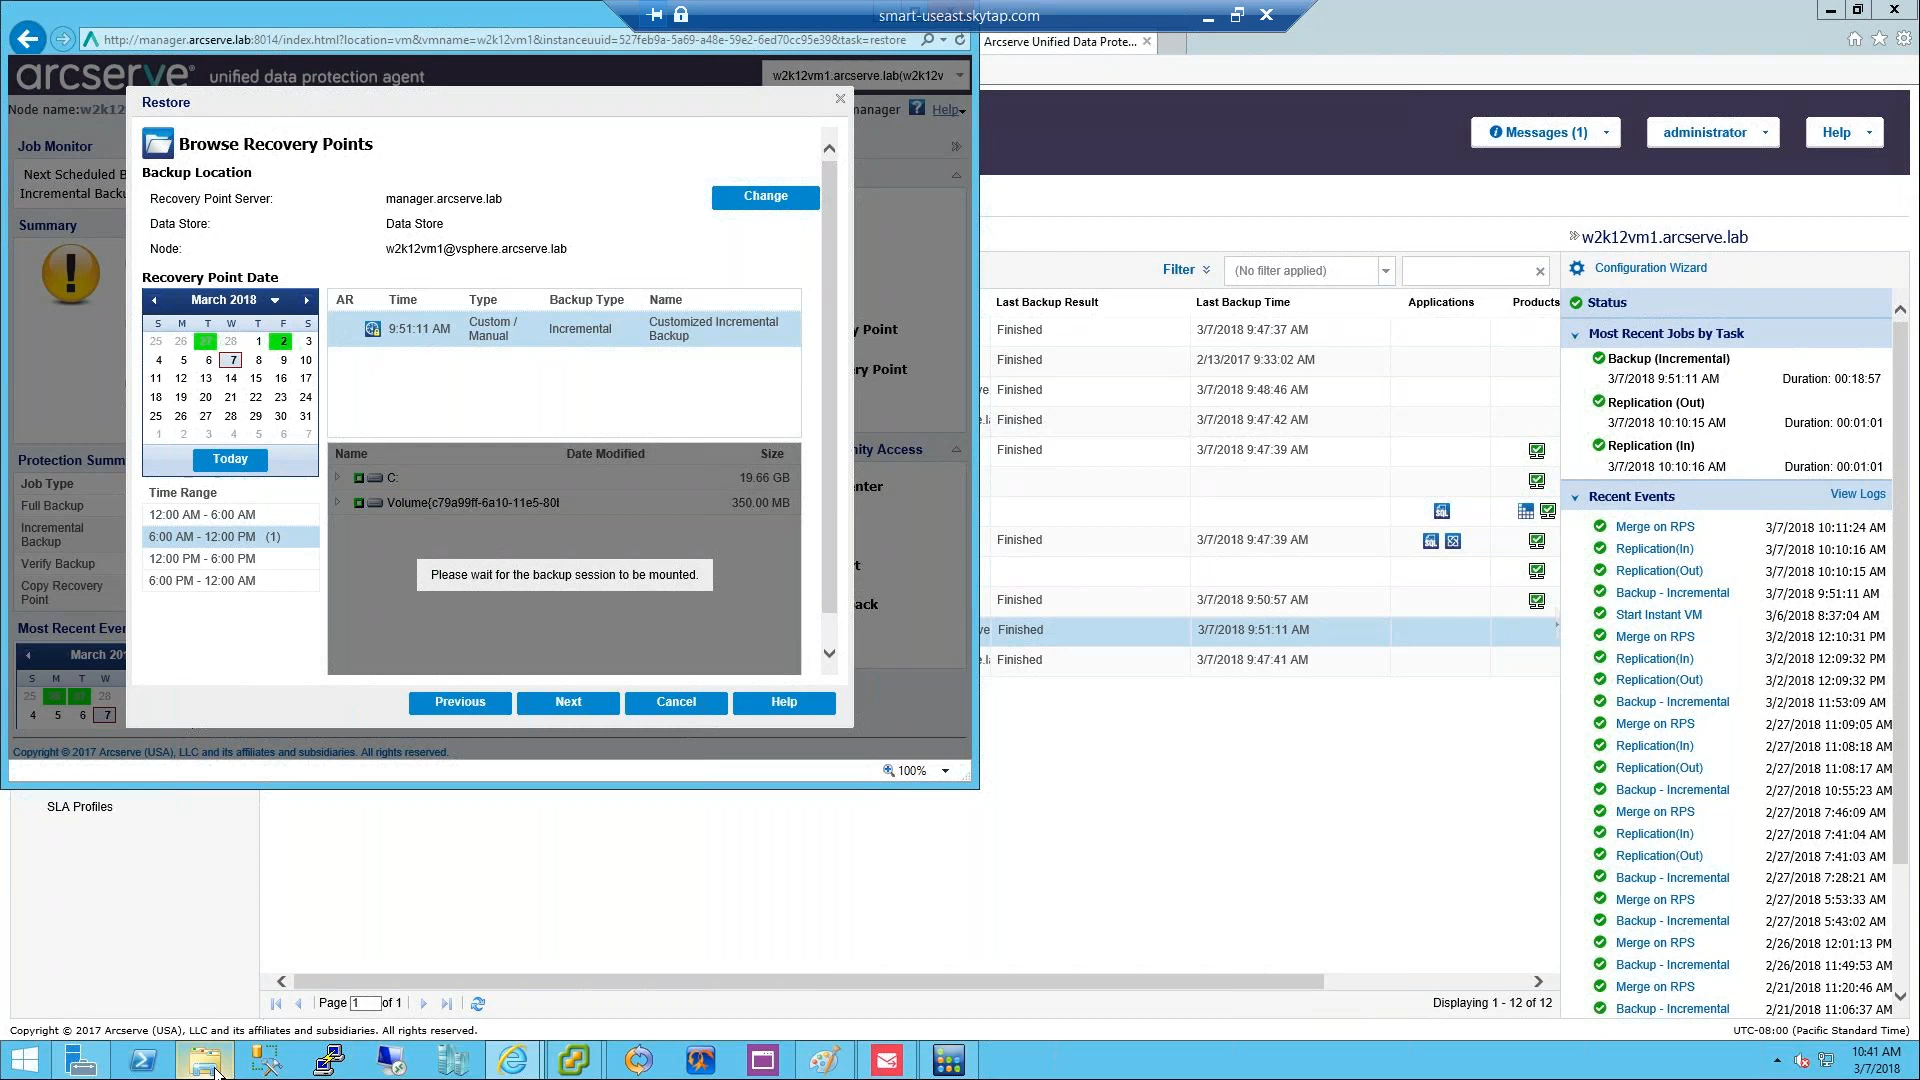 smart-useast.skytap.com
http://manager.arcserve.lab:8014/index.html?location=vm&vmname=w2k12vm1&instanceuuid=527feb9a-5a69-a48e-59e2-6ed70cc95e39&task=restore
Arcserve Unified Data Prote...
arcserve unified data protection agent
w2k12vm1.arcserve.lab(w2k12v
Node name:w2k12
manager
Help
Restore
Browse Recovery Points
Backup Location
Recovery Point Server: manager.arcserve.lab
Change
Data Store: Data Store
Node: w2k12vm1@vsphere.arcserve.lab
Recovery Point Date
March 2018
S M T W T F S
25 26 27 28 1 2 3
4 5 6 7 8 9 10
11 12 13 14 15 16 17
18 19 20 21 22 23 24
25 26 27 28 29 30 31
1 2 3 4 5 6 7
Today
Time Range
12:00 AM - 6:00 AM
6:00 AM - 12:00 PM (1)
12:00 PM - 6:00 PM
6:00 PM - 12:00 AM
AR Time Type Backup Type Name
9:51:11 AM Custom / Manual Incremental Customized Incremental Backup
Name Date Modified Size
C: 19.66 GB
Volume{c79a99ff-6a10-11e5-80l 350.00 MB
Please wait for the backup session to be mounted.
Previous Next Cancel Help
Job Monitor
Next Scheduled B
Incremental Backu
Summary
Protection Summ
Job Type
Full Backup
Incremental
Backup
Verify Backup
Copy Recovery
Point
Most Recent Ever
March 201
S M T W
25 28
4 5 6 7
Point
ry Point
nity Access
enter
rt
ack
Copyright © 2017 Arcserve (USA), LLC and its affiliates and subsidiaries. All rights reserved.
100%
SLA Profiles
Messages (1)
administrator
Help
Filter
(No filter applied)
Last Backup Result Last Backup Time Applications Products
Finished 3/7/2018 9:47:37 AM
Finished 2/13/2017 9:33:02 AM
ve Finished 3/7/2018 9:48:46 AM
e.l Finished 3/7/2018 9:47:42 AM
Finished 3/7/2018 9:47:39 AM
SQL
Finished 3/7/2018 9:47:39 AM
SQL
Finished 3/7/2018 9:50:57 AM
ve Finished 3/7/2018 9:51:11 AM
e.l Finished 3/7/2018 9:47:41 AM
Page 1 of 1
Displaying 1 - 12 of 12
w2k12vm1.arcserve.lab
Configuration Wizard
Status
Most Recent Jobs by Task
Backup (Incremental)
3/7/2018 9:51:11 AM Duration: 00:18:57
Replication (Out)
3/7/2018 10:10:15 AM Duration: 00:01:01
Replication (In)
3/7/2018 10:10:16 AM Duration: 00:01:01
Recent Events View Logs
Merge on RPS 3/7/2018 10:11:24 AM
Replication(In) 3/7/2018 10:10:16 AM
Replication(Out) 3/7/2018 10:10:15 AM
Backup - Incremental 3/7/2018 9:51:11 AM
Start Instant VM 3/6/2018 8:37:04 AM
Merge on RPS 3/2/2018 12:10:31 PM
Replication(In) 3/2/2018 12:09:32 PM
Replication(Out) 3/2/2018 12:09:32 PM
Backup - Incremental 3/2/2018 11:53:09 AM
Merge on RPS 2/27/2018 11:09:05 AM
Replication(In) 2/27/2018 11:08:18 AM
Replication(Out) 2/27/2018 11:08:17 AM
Backup - Incremental 2/27/2018 10:55:23 AM
Merge on RPS 2/27/2018 7:46:09 AM
Replication(In) 2/27/2018 7:41:04 AM
Replication(Out) 2/27/2018 7:41:03 AM
Backup - Incremental 2/27/2018 7:28:21 AM
Merge on RPS 2/27/2018 5:53:33 AM
Backup - Incremental 2/27/2018 5:43:02 AM
Merge on RPS 2/26/2018 12:01:13 PM
Backup - Incremental 2/26/2018 11:49:53 AM
Merge on RPS 2/21/2018 11:20:46 AM
Backup - Incremental 2/21/2018 11:06:37 AM
Copyright © 2017 Arcserve (USA), LLC and its affiliates and subsidiaries. All rights reserved.
UTC-08:00 (Pacific Standard Time)
10:41 AM
3/7/2018